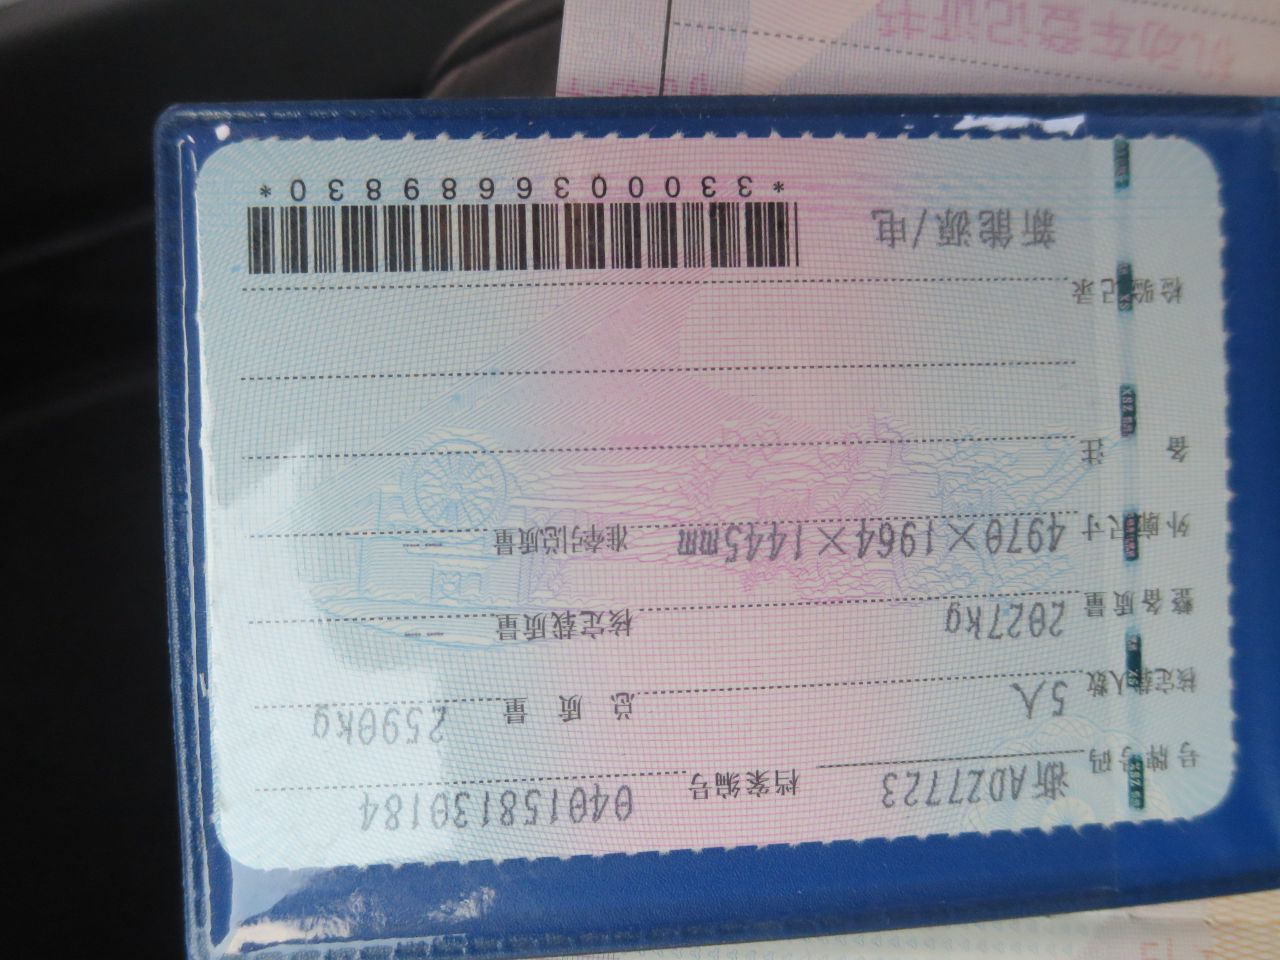 号牌号码 浙AD27723 档案编号 040158130184
核定载人数 5人 总质量 2590kg
整备质量 2027kg 核定载质量 --
外廓尺寸 4970×1964×1445mm 准牵引总质量 --
备注
检验记录
新能源/电 *3300036689830*
机动车登记证书